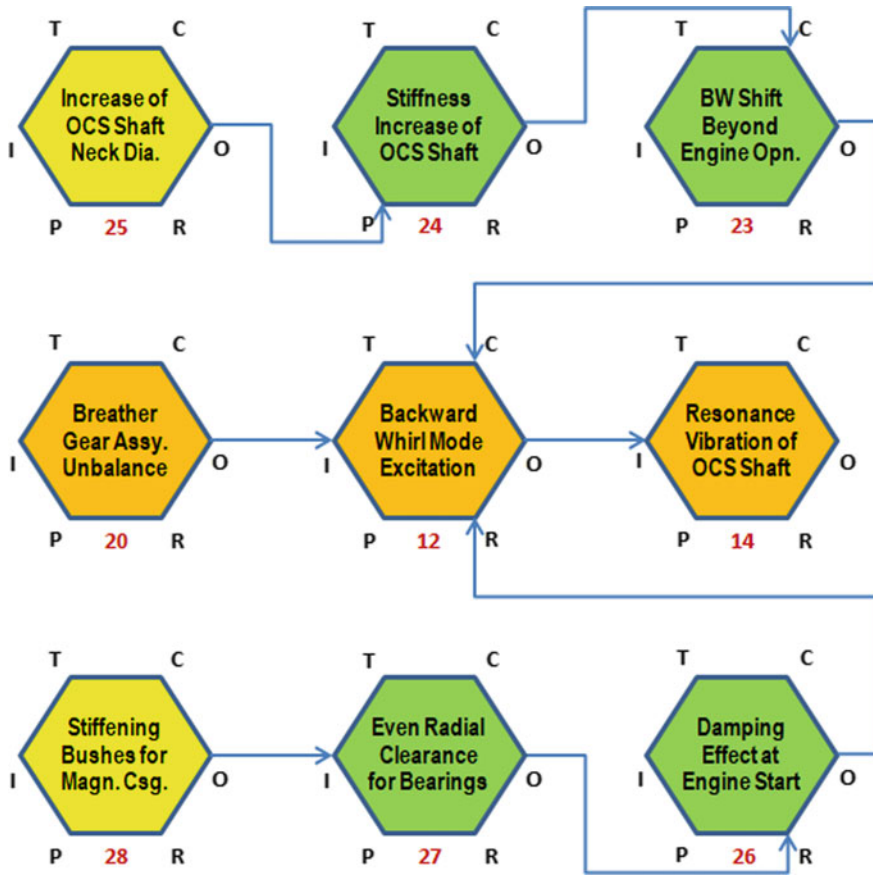 T C T C T C
Increase of
OCS Shaft
Neck Dia.
Stiffness
Increase of
OCS Shaft
BW Shift
Beyond
Engine Opn.
I O I O I O
P 25 R P 24 R P 23 R
T C T C T C
Breather
Gear Assy.
Unbalance
Backward
Whirl Mode
Excitation
Resonance
Vibration of
OCS Shaft
I O I O I O
P 20 R P 12 R P 14 R
T C T C T C
Stiffening
Bushes for
Magn. Csg.
Even Radial
Clearance
for Bearings
Damping
Effect at
Engine Start
I O I O I O
P 28 R P 27 R P 26 R